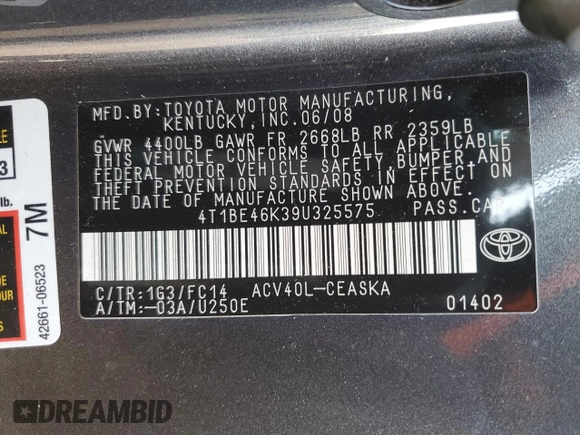 MFD.BY:TOYOTA MOTOR MANUFACTURING,
KENTUCKY, INC.06/08
GVWR 4400LB GAWR FR 2668LB RR 2359LB
THIS VEHICLE CONFORMS TO ALL APPLICABLE
FEDERAL MOTOR VEHICLE SAFETY, BUMPER, AND
THEFT PREVENTION STANDARDS IN EFFECT ON
THE DATE OF MANUFACTURE SHOWN ABOVE.
4T1BE46K39U325575 PASS.CAR
C/TR:1G3/FC14 ACV40L-CEASKA
A/TM:-03A/U250E 01402
TOYOTA
lb.
7M
42661-06523
DREAMBID